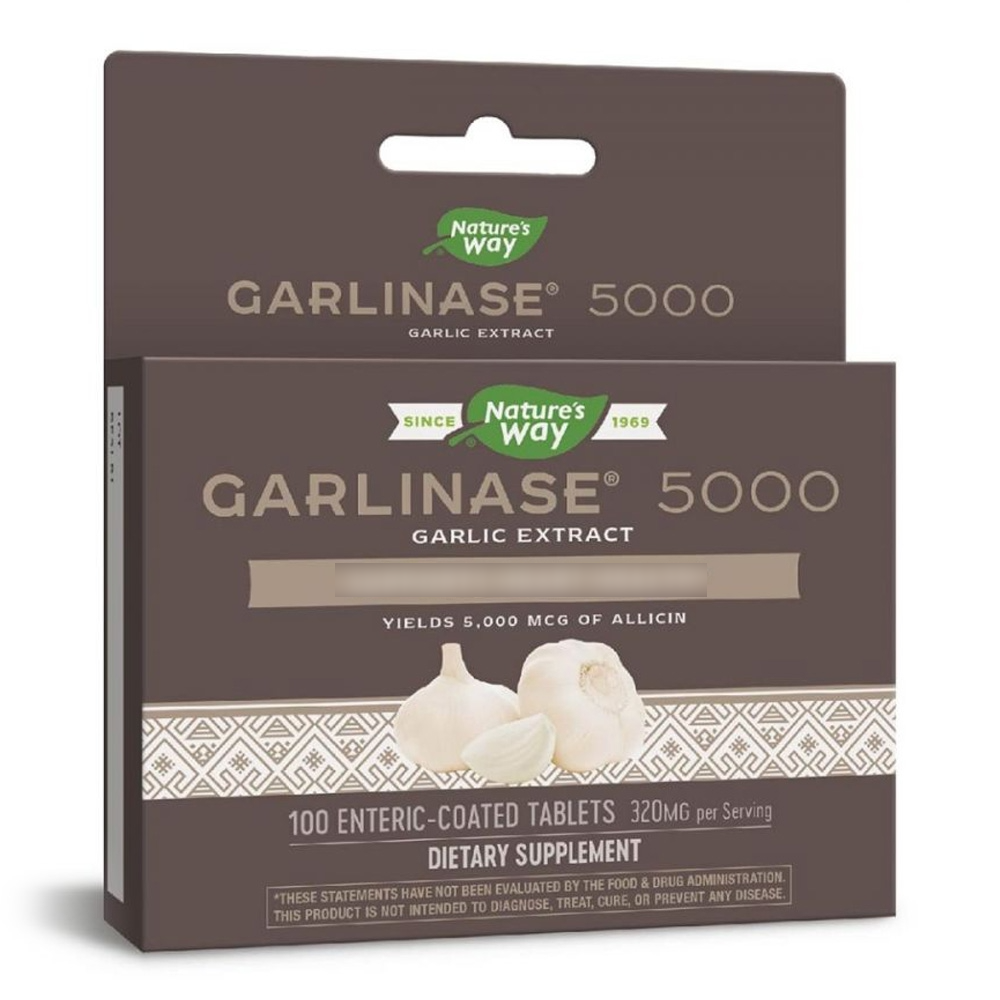 Nature's
Way
GARLINASE® 5000
GARLIC EXTRACT
SINCE Nature's Way 1969
GARLINASE® 5000
GARLIC EXTRACT
YIELDS 5,000 MCG OF ALLICIN
100 ENTERIC-COATED TABLETS 320MG per Serving
DIETARY SUPPLEMENT
*THESE STATEMENTS HAVE NOT BEEN EVALUATED BY THE FOOD & DRUG ADMINISTRATION.
THIS PRODUCT IS NOT INTENDED TO DIAGNOSE, TREAT, CURE, OR PREVENT ANY DISEASE.